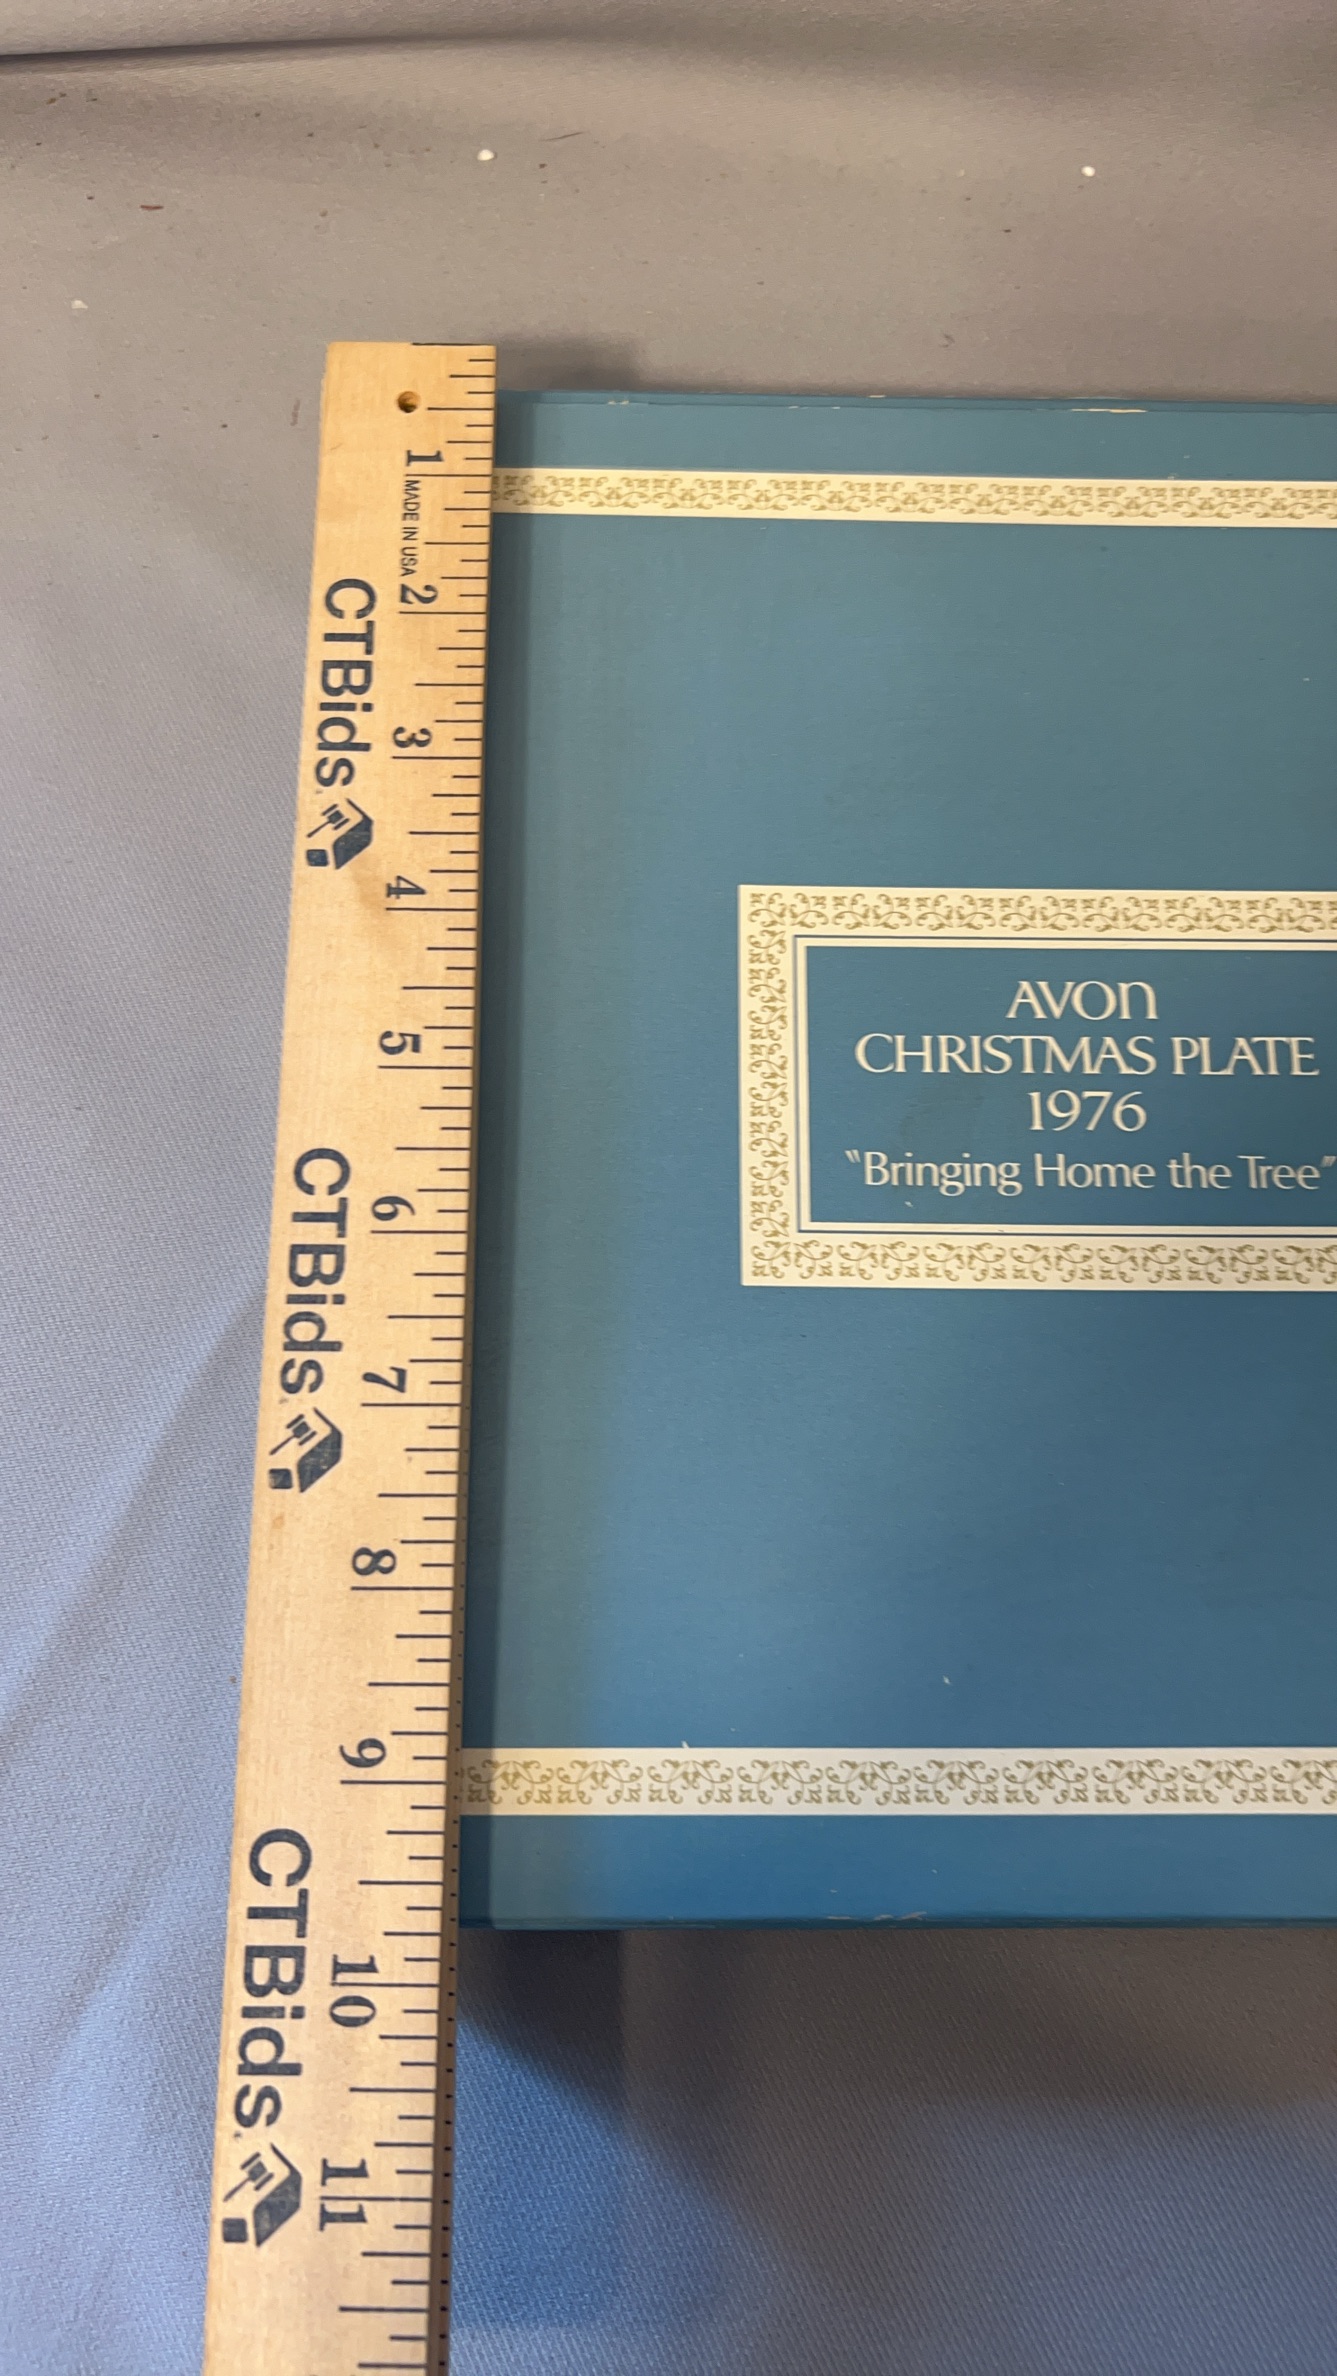 1
MADE IN USA
2
3
4
5
6
7
8
9
10
11
CTBids
CTBids
CTBids
AVON
CHRISTMAS PLATE
1976
"Bringing Home the Tree"